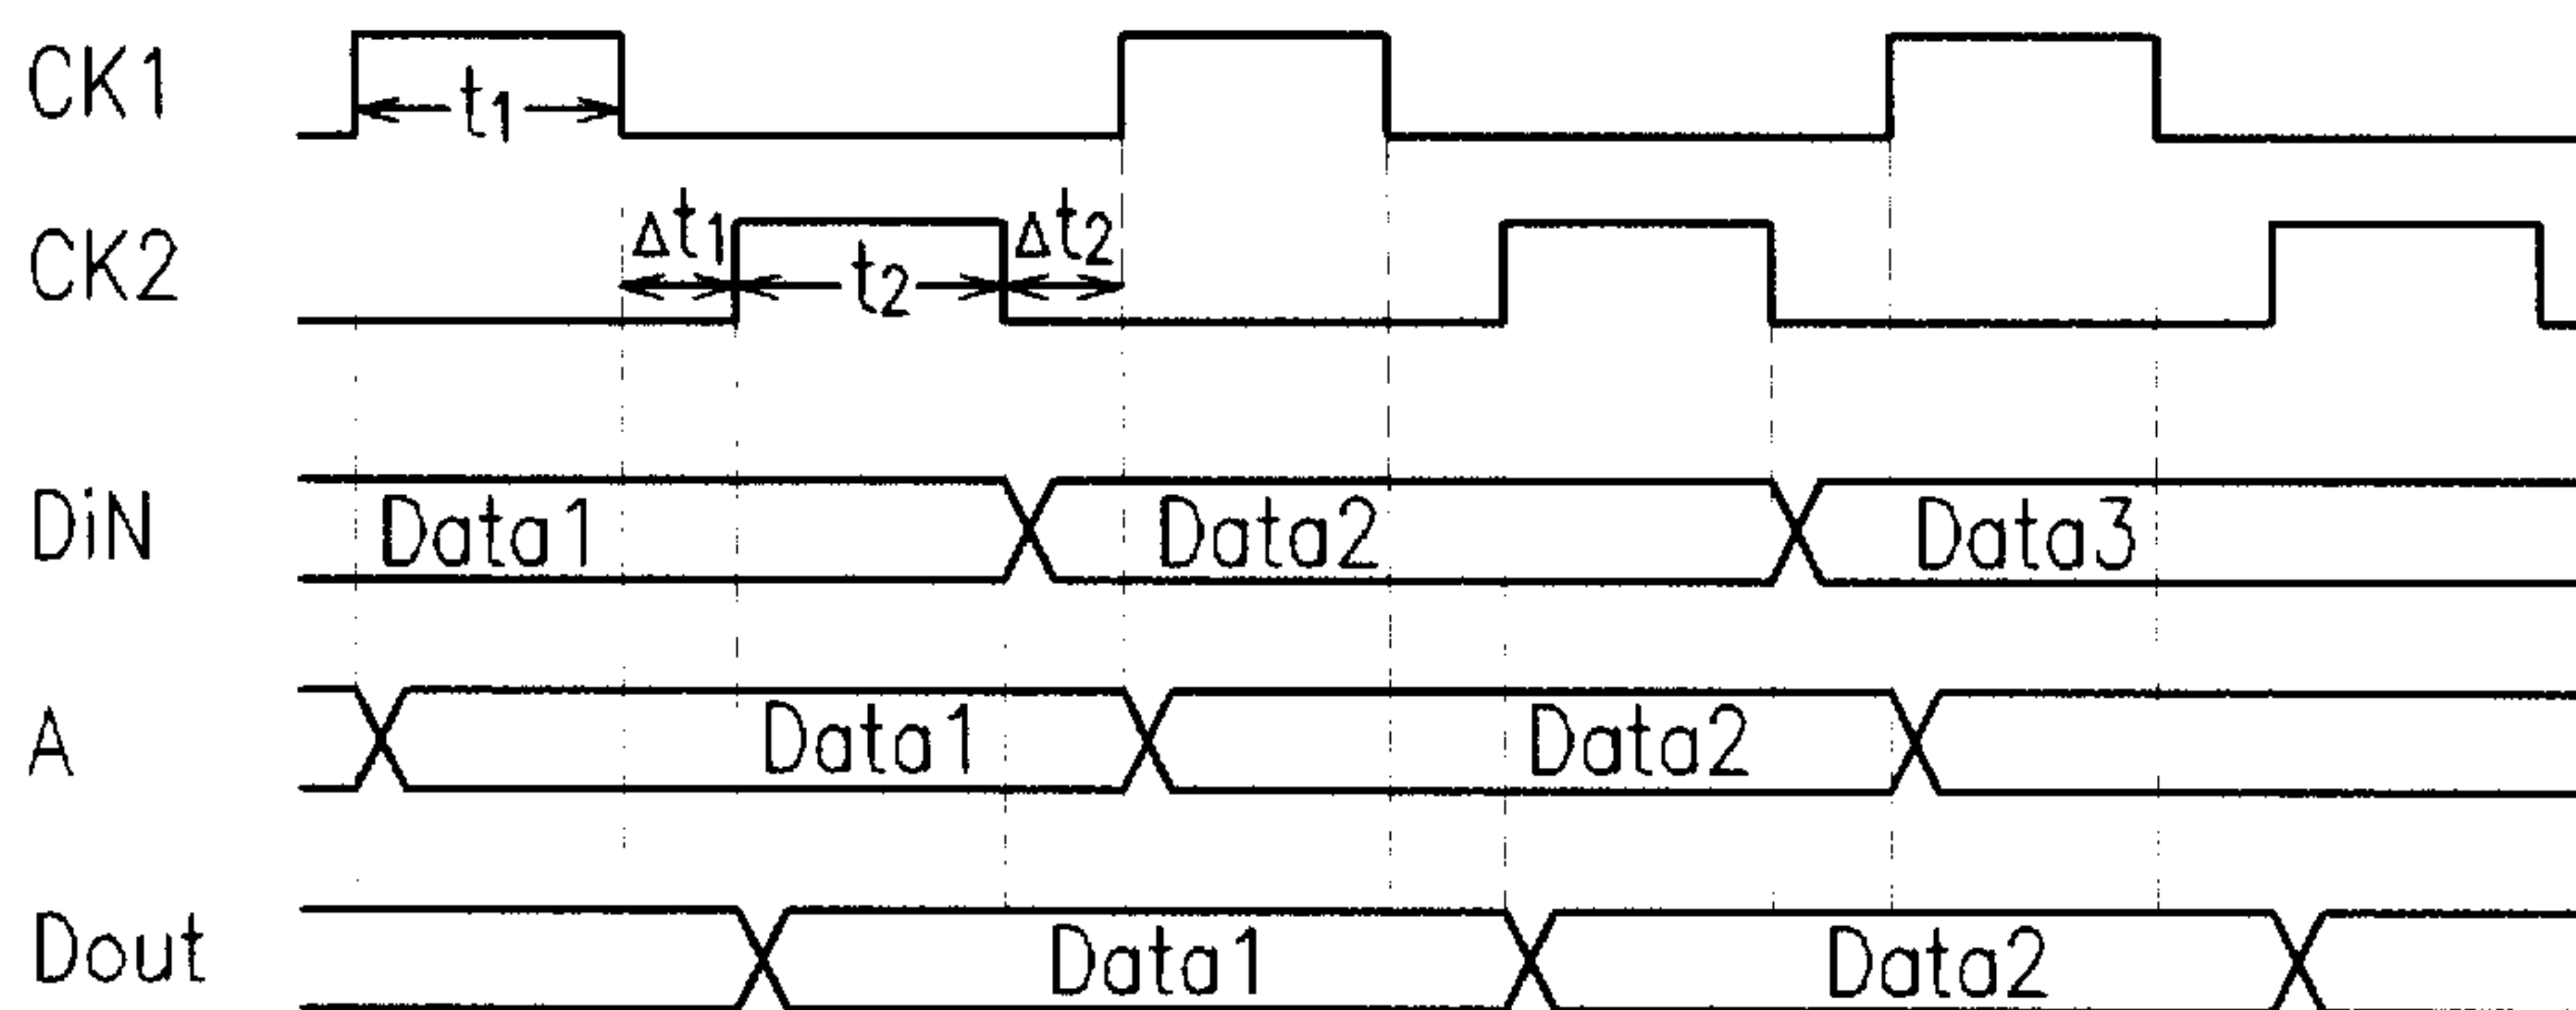 CK1 t1
CK2 Δt1 t2 Δt2
DiN Data1 Data2 Data3
A Data1 Data2
Dout Data1 Data2